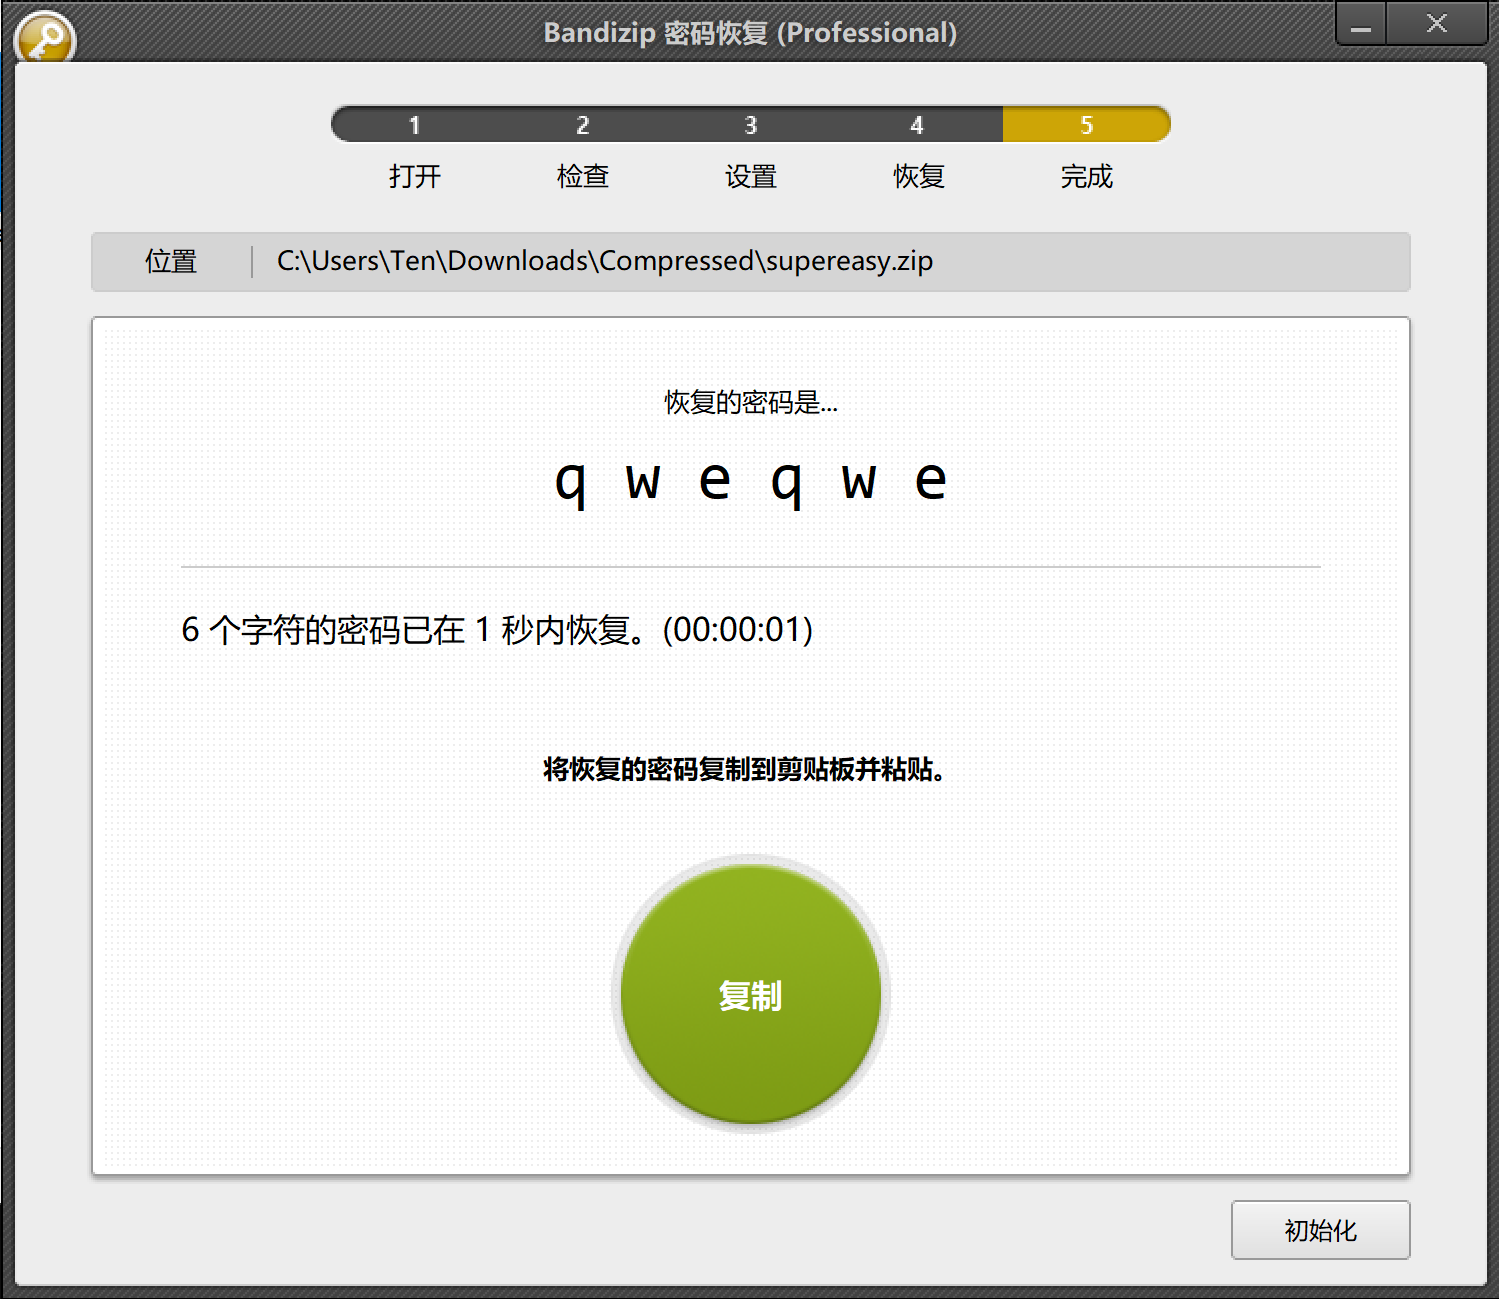 Bandizip 密码恢复 (Professional)
1 2 3 4 5
打开 检查 设置 恢复 完成
位置 C:\Users\Ten\Downloads\Compressed\supereasy.zip
恢复的密码是...
q w e q w e
6 个字符的密码已在 1 秒内恢复。(00:00:01)
将恢复的密码复制到剪贴板并粘贴。
复制
初始化